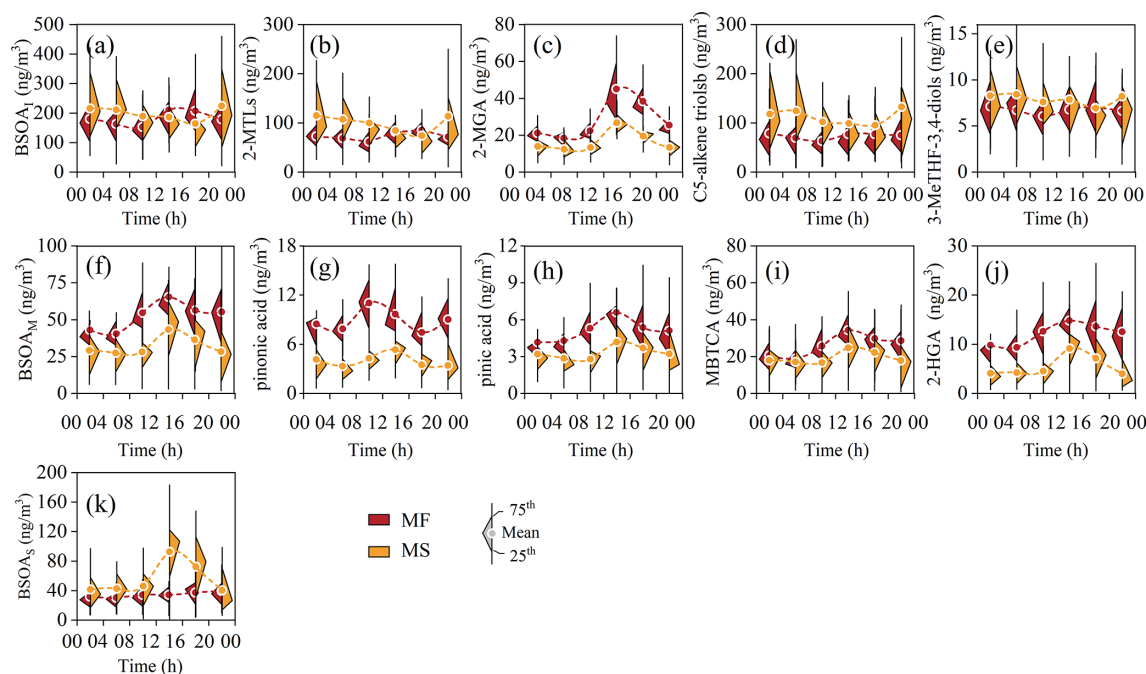 (a)
BSOA_I (ng/m³)
500
400
300
200
100
0
00 04 08 12 16 20 00
Time (h)
(b)
2-MTLs (ng/m³)
300
200
100
0
00 04 08 12 16 20 00
Time (h)
(c)
2-MGA (ng/m³)
80
60
40
20
0
00 04 08 12 16 20 00
Time (h)
(d)
C5-alkene triolsb (ng/m³)
300
200
100
0
00 04 08 12 16 20 00
Time (h)
(e)
3-MeTHF-3,4-diols (ng/m³)
15
10
5
0
00 04 08 12 16 20 00
Time (h)
(f)
BSOA_M (ng/m³)
100
75
50
25
0
00 04 08 12 16 20 00
Time (h)
(g)
pinonic acid (ng/m³)
18
12
6
0
00 04 08 12 16 20 00
Time (h)
(h)
pinic acid (ng/m³)
12
9
6
3
0
00 04 08 12 16 20 00
Time (h)
(i)
MBTCA (ng/m³)
80
60
40
20
0
00 04 08 12 16 20 00
Time (h)
(j)
2-HGA (ng/m³)
30
20
10
0
00 04 08 12 16 20 00
Time (h)
(k)
BSOA_S (ng/m³)
200
160
120
80
40
0
00 04 08 12 16 20 00
Time (h)
MF
MS
75th
Mean
25th